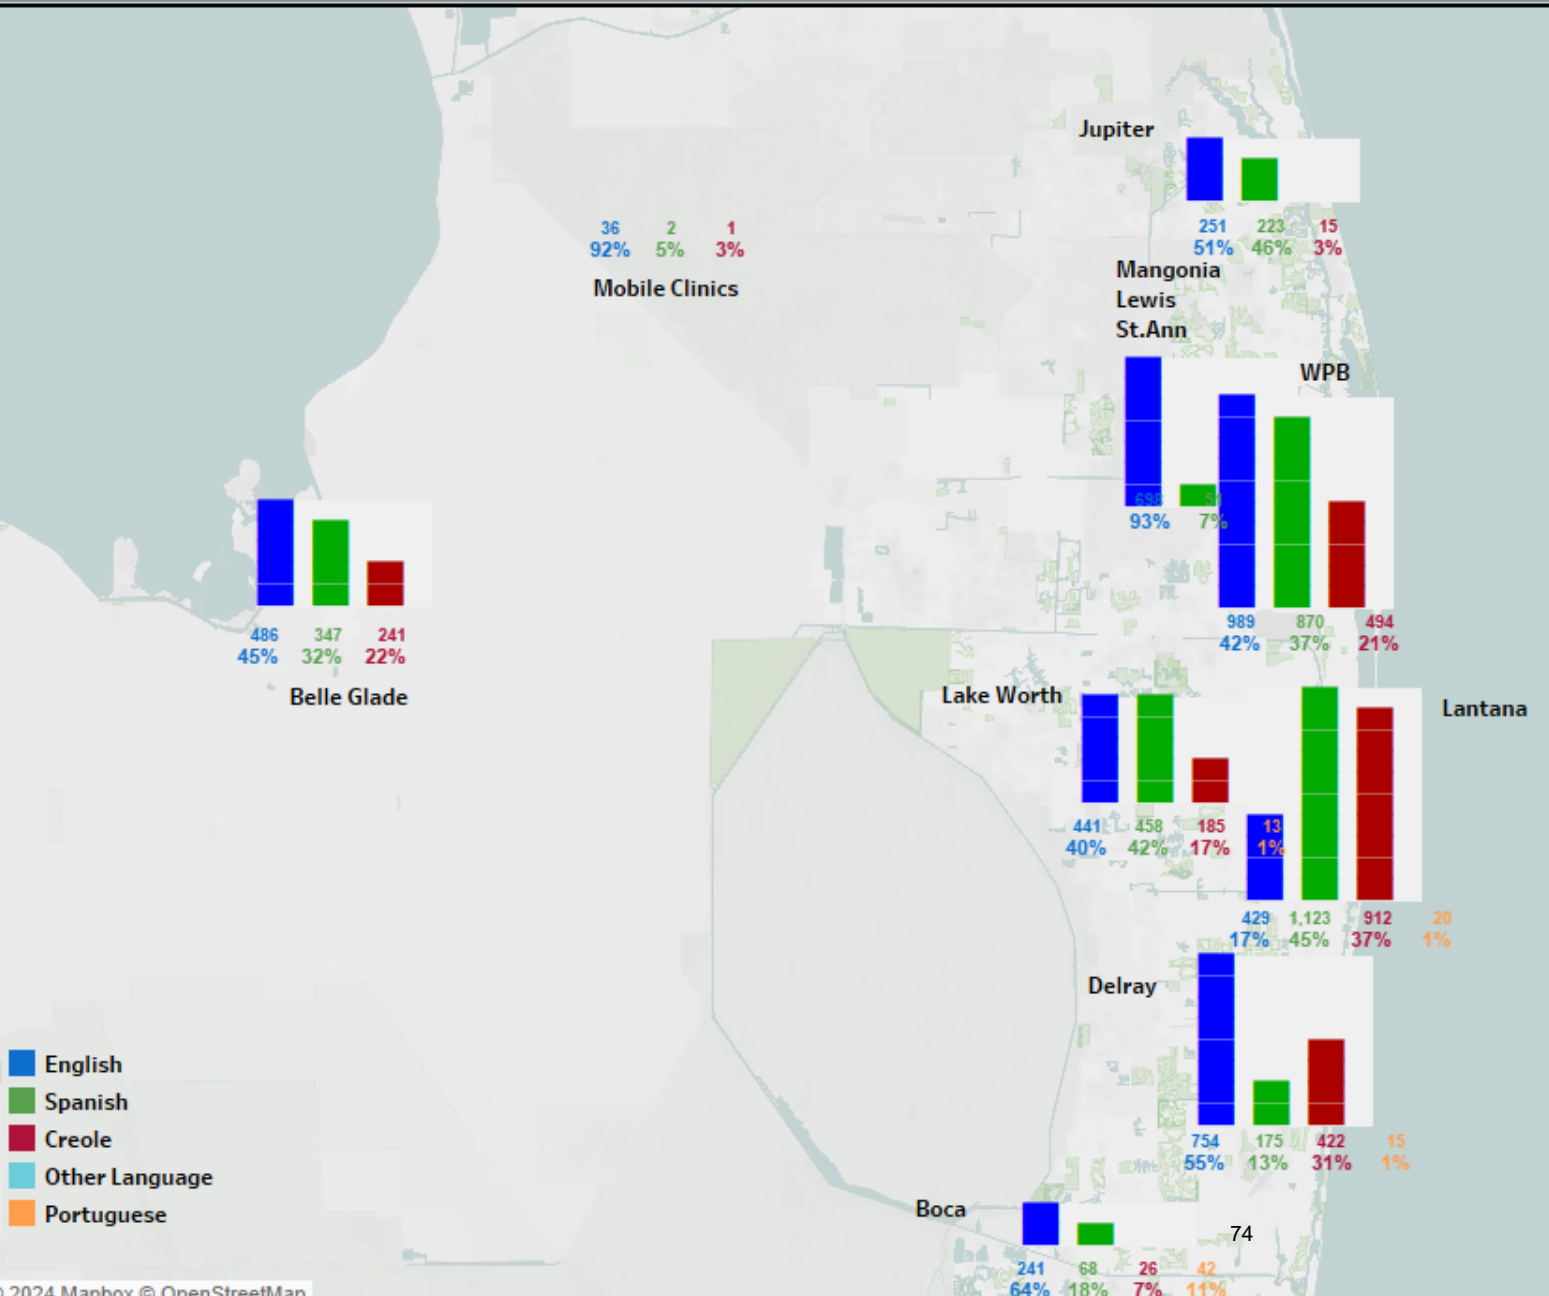 Jupiter
251 223 15
51% 46% 3%
36 2 1
92% 5% 3%
Mobile Clinics
Mangonia
Lewis
St.Ann
WPB
698 51
93% 7%
989 870 494
42% 37% 21%
486 347 241
45% 32% 22%
Belle Glade
Lake Worth
441 458 185 13
40% 42% 17% 1%
Lantana
429 1,123 912 20
17% 45% 37% 1%
Delray
754 175 422 15
55% 13% 31% 1%
Boca
74
241 68 26 42
64% 18% 7% 11%
English
Spanish
Creole
Other Language
Portuguese
© 2024 Mapbox © OpenStreetMap